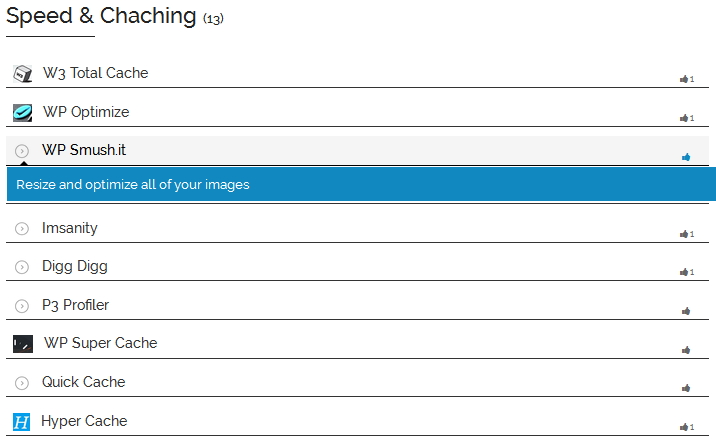 Speed & Chaching (13)
W3 Total Cache 1
WP Optimize 1
WP Smush.it
Resize and optimize all of your images
Imsanity 1
Digg Digg 1
P3 Profiler
WP Super Cache
Quick Cache
H Hyper Cache 1